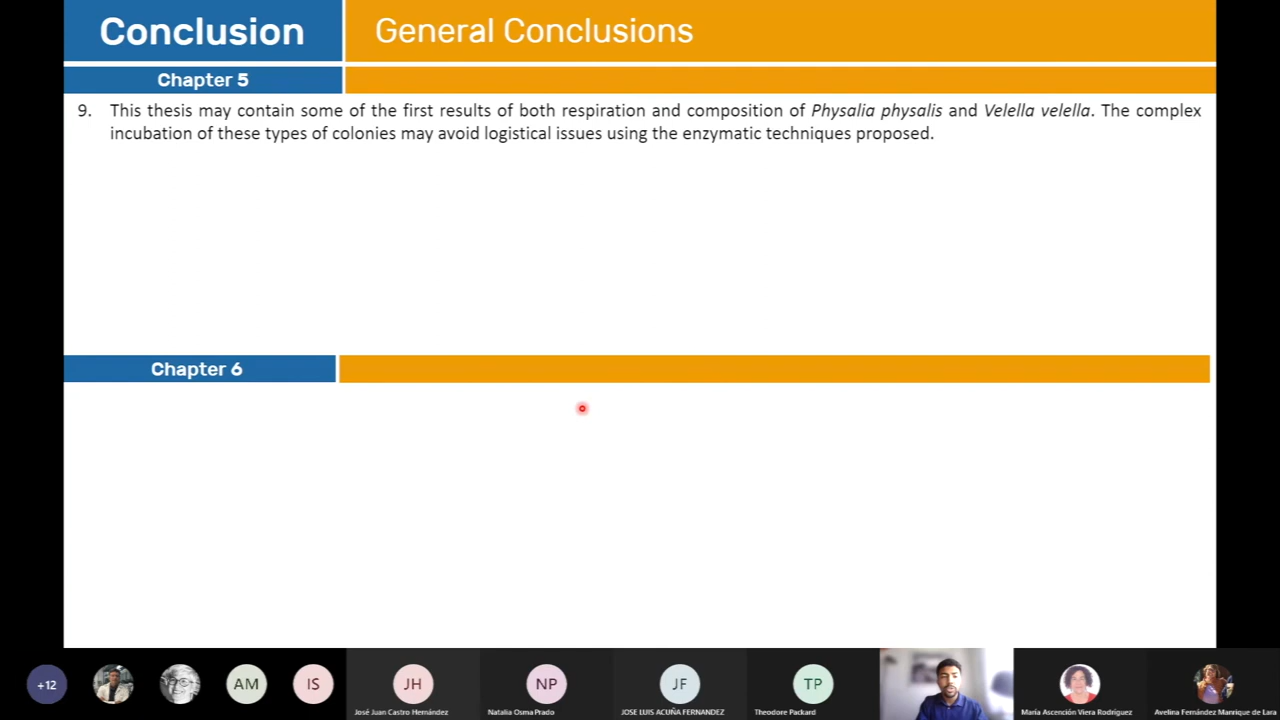 Conclusion
General Conclusions
Chapter 5
9. This thesis may contain some of the first results of both respiration and composition of Physalia physalis and Velella velella. The complex
incubation of these types of colonies may avoid logistical issues using the enzymatic techniques proposed.
Chapter 6
+12
AM
IS
JH
NP
JF
TP
José Juan Castro Hernández
Natalia Osma Prado
JOSE LUIS ACUÑA FERNANDEZ
Theodore Packard
María Ascención Viera Rodríguez
Avelina Fernández Manrique de Lara